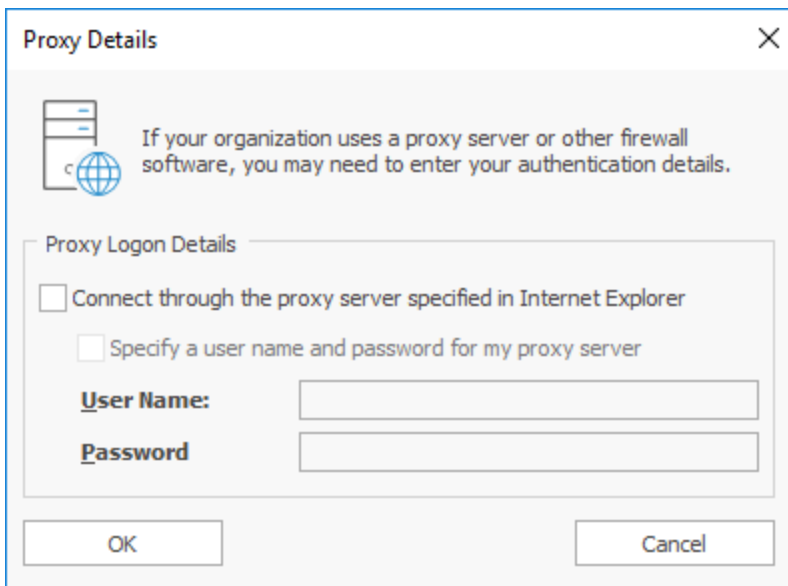 Proxy Details
If your organization uses a proxy server or other firewall
software, you may need to enter your authentication details.
Proxy Logon Details
Connect through the proxy server specified in Internet Explorer
Specify a user name and password for my proxy server
User Name:
Password
OK
Cancel